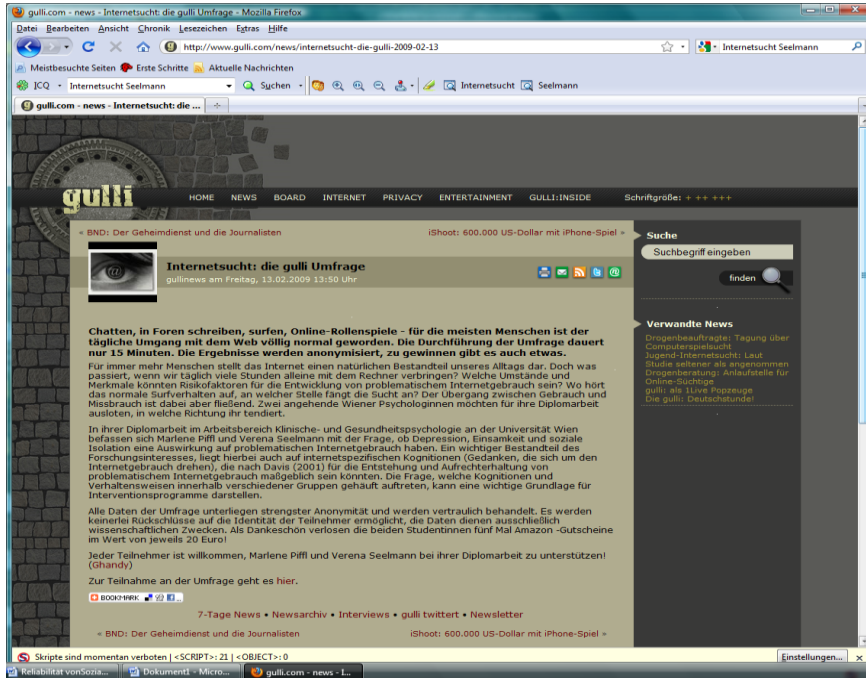 gulli.com - news - Internetsucht: die gulli Umfrage - Mozilla Firefox
Datei Bearbeiten Ansicht Chronik Lesezeichen Extras Hilfe
http://www.gulli.com/news/internetsucht-die-gulli-2009-02-13
Internetsucht Seelmann
Meistbesuchte Seiten Erste Schritte Aktuelle Nachrichten
ICQ Internetsucht Seelmann Suchen Internetsucht Seelmann
gulli.com - news - Internetsucht: die ...
gulli
HOME NEWS BOARD INTERNET PRIVACY ENTERTAINMENT GULLI:INSIDE Schriftgröße: + ++ +++
« BND: Der Geheimdienst und die Journalisten
iShoot: 600.000 US-Dollar mit iPhone-Spiel »
Internetsucht: die gulli Umfrage
gullinews am Freitag, 13.02.2009 13:50 Uhr
Chatten, in Foren schreiben, surfen, Online-Rollenspiele - für die meisten Menschen ist der
tägliche Umgang mit dem Web völlig normal geworden. Die Durchführung der Umfrage dauert
nur 15 Minuten. Die Ergebnisse werden anonymisiert, zu gewinnen gibt es auch etwas.
Für immer mehr Menschen stellt das Internet einen natürlichen Bestandteil unseres Alltags dar. Doch was
passiert, wenn wir täglich viele Stunden alleine mit dem Rechner verbringen? Welche Umstände und
Merkmale könnten Risikofaktoren für die Entwicklung von problematischem Internetgebrauch sein? Wo hört
das normale Surfverhalten auf, an welcher Stelle fängt die Sucht an? Der Übergang zwischen Gebrauch und
Missbrauch ist dabei aber fließend. Zwei angehende Wiener Psychologinnen möchten für ihre Diplomarbeit
ausloten, in welche Richtung ihr tendiert.
In ihrer Diplomarbeit im Arbeitsbereich Klinische- und Gesundheitspsychologie an der Universität Wien
befassen sich Marlene Piffl und Verena Seelmann mit der Frage, ob Depression, Einsamkeit und soziale
Isolation eine Auswirkung auf problematischen Internetgebrauch haben. Ein wichtiger Bestandteil des
Forschungsinteresses, liegt hierbei auch auf internetspezifischen Kognitionen (Gedanken, die sich um den
Internetgebrauch drehen), die nach Davis (2001) für die Entstehung und Aufrechterhaltung von
problematischem Internetgebrauch maßgeblich sein könnten. Die Frage, welche Kognitionen und
Verhaltensweisen innerhalb verschiedener Gruppen gehäuft auftreten, kann eine wichtige Grundlage für
Interventionsprogramme darstellen.
Alle Daten der Umfrage unterliegen strengster Anonymität und werden vertraulich behandelt. Es werden
keinerlei Rückschlüsse auf die Identität der Teilnehmer ermöglicht, die Daten dienen ausschließlich
wissenschaftlichen Zwecken. Als Dankeschön verlosen die beiden Studentinnen fünf Mal Amazon -Gutscheine
im Wert von jeweils 20 Euro!
Jeder Teilnehmer ist willkommen, Marlene Piffl und Verena Seelmann bei ihrer Diplomarbeit zu unterstützen!
(Ghandy)
Zur Teilnahme an der Umfrage geht es hier.
BOOKMARK
7-Tage News • Newsarchiv • Interviews • gulli twittert • Newsletter
« BND: Der Geheimdienst und die Journalisten
iShoot: 600.000 US-Dollar mit iPhone-Spiel »
Suche
Suchbegriff eingeben
finden
Verwandte News
Drogenbeauftragte: Tagung über
Computerspielsucht
Jugend-Internetsucht: Laut
Studie seltener als angenommen
Drogenberatung: Anlaufstelle für
Online-Süchtige
gulli: als 1Live Popzeuge
Die gulli: Deutschstunde!
Skripte sind momentan verboten | <SCRIPT>: 21 | <OBJECT>: 0
Einstellungen...
Reliabilität vonSozia... Dokument1 - Micro... gulli.com - news - I...